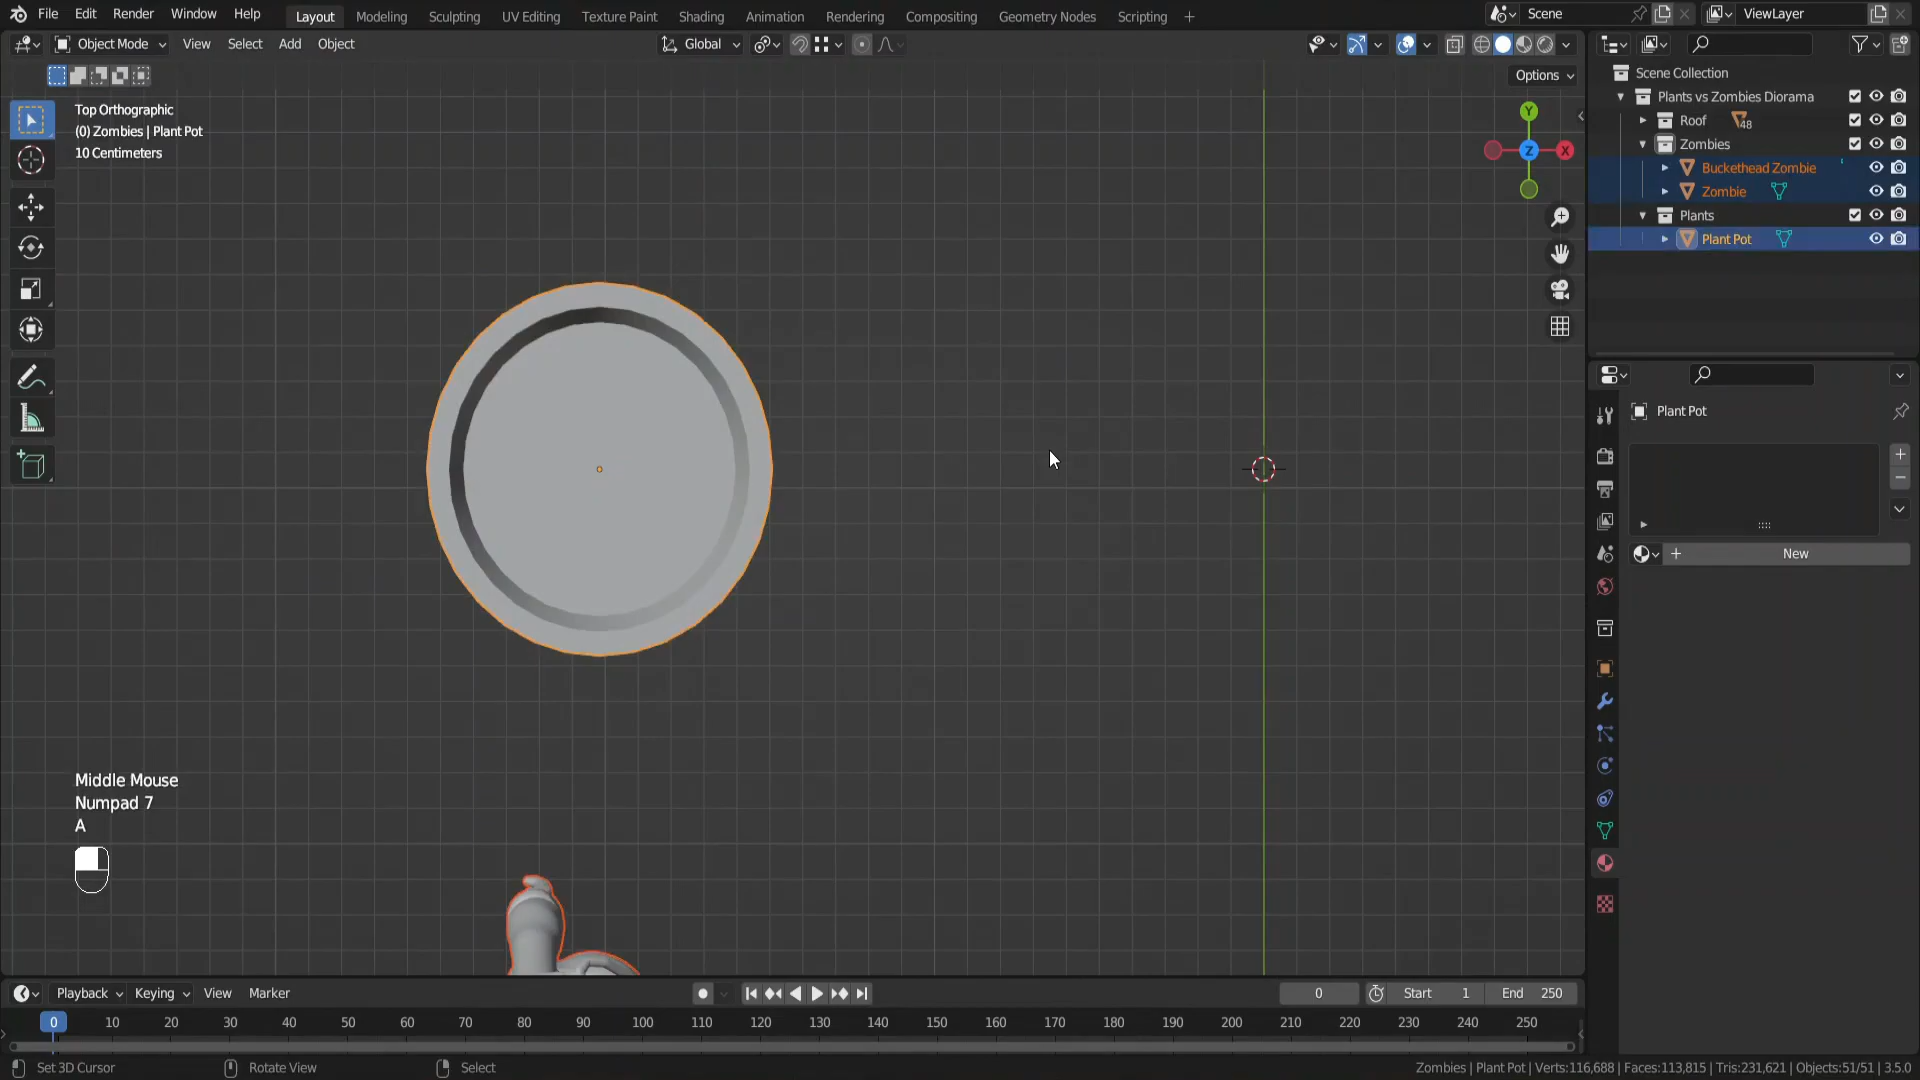 File Edit Render Window Help Layout Modeling Sculpting UV Editing Texture Paint Shading Animation Rendering Compositing Geometry Nodes Scripting Scene ViewLayer
Object Mode View Select Add Object Global
Options
Top Orthographic
(0) Zombies | Plant Pot
10 Centimeters
Y
Z
X
Scene Collection
Plants vs Zombies Diorama
Roof 48
Zombies
Buckethead Zombie
Zombie
Plants
Plant Pot
Plant Pot
New
Middle Mouse
Numpad 7
A
Playback Keying View Marker 0 Start 1 End 250
0 10 20 30 40 50 60 70 80 90 100 110 120 130 140 150 160 170 180 190 200 210 220 230 240 250
Set 3D Cursor Rotate View Select Zombies | Plant Pot | Verts:116,688 | Faces:113,815 | Tris:231,621 | Objects:51/51 | 3.5.0